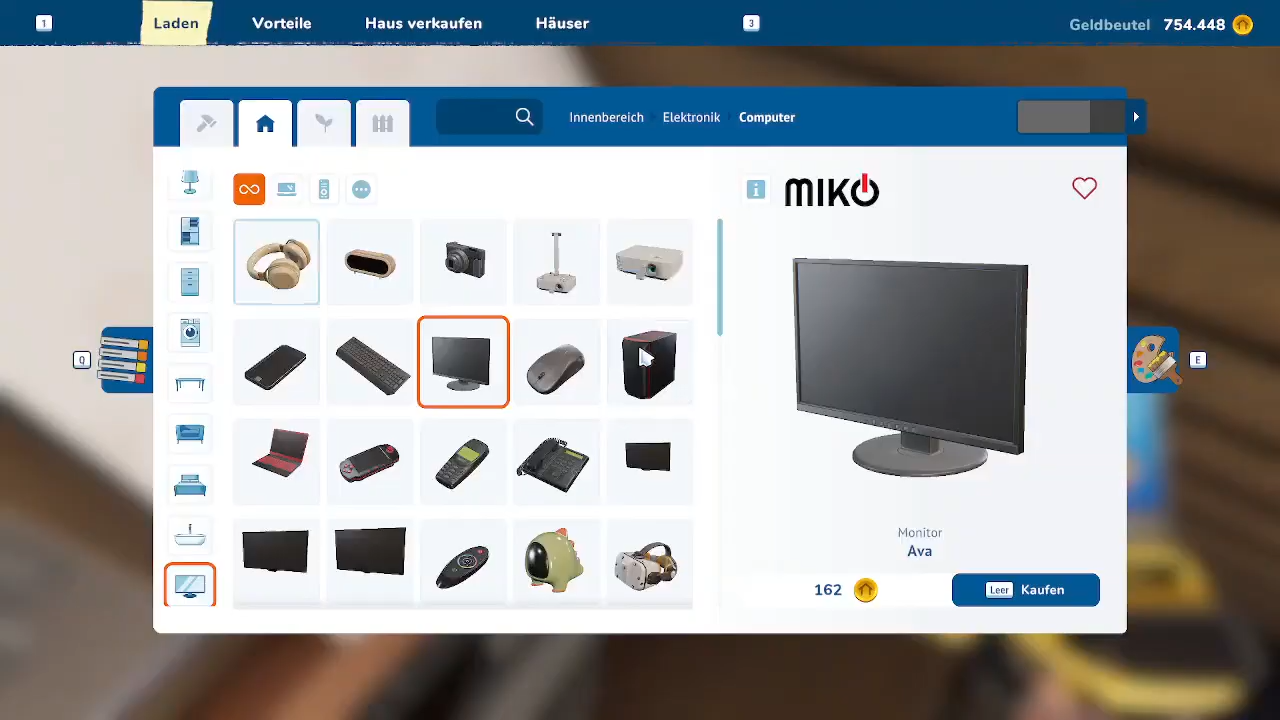 1
Laden
Vorteile
Haus verkaufen
Häuser
3
Geldbeutel 754.448
Innenbereich Elektronik Computer
MIKO
Q
E
Monitor
Ava
162
Leer Kaufen